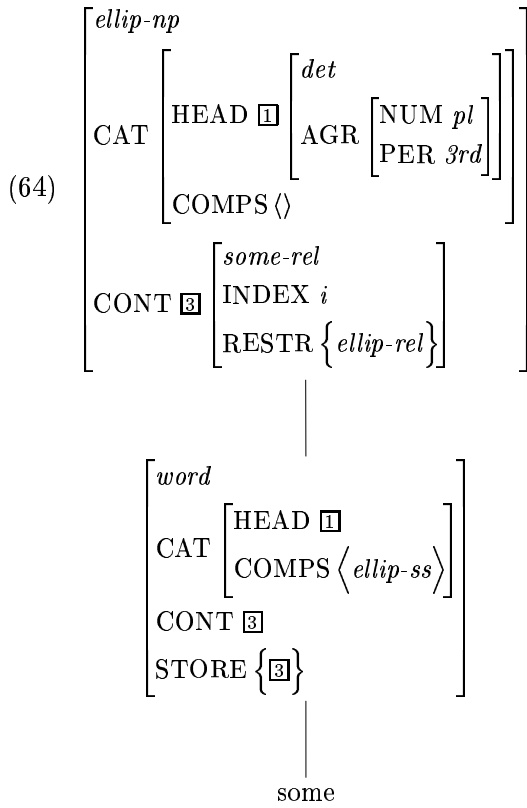 ellip-np
HEAD 1 det
AGR NUM pl
PER 3rd
CAT
COMPS ⟨⟩
(64)
some-rel
INDEX i
CONT 3
RESTR {ellip-rel}
word
HEAD 1
CAT
COMPS ⟨ellip-ss⟩
CONT 3
STORE {3}
some